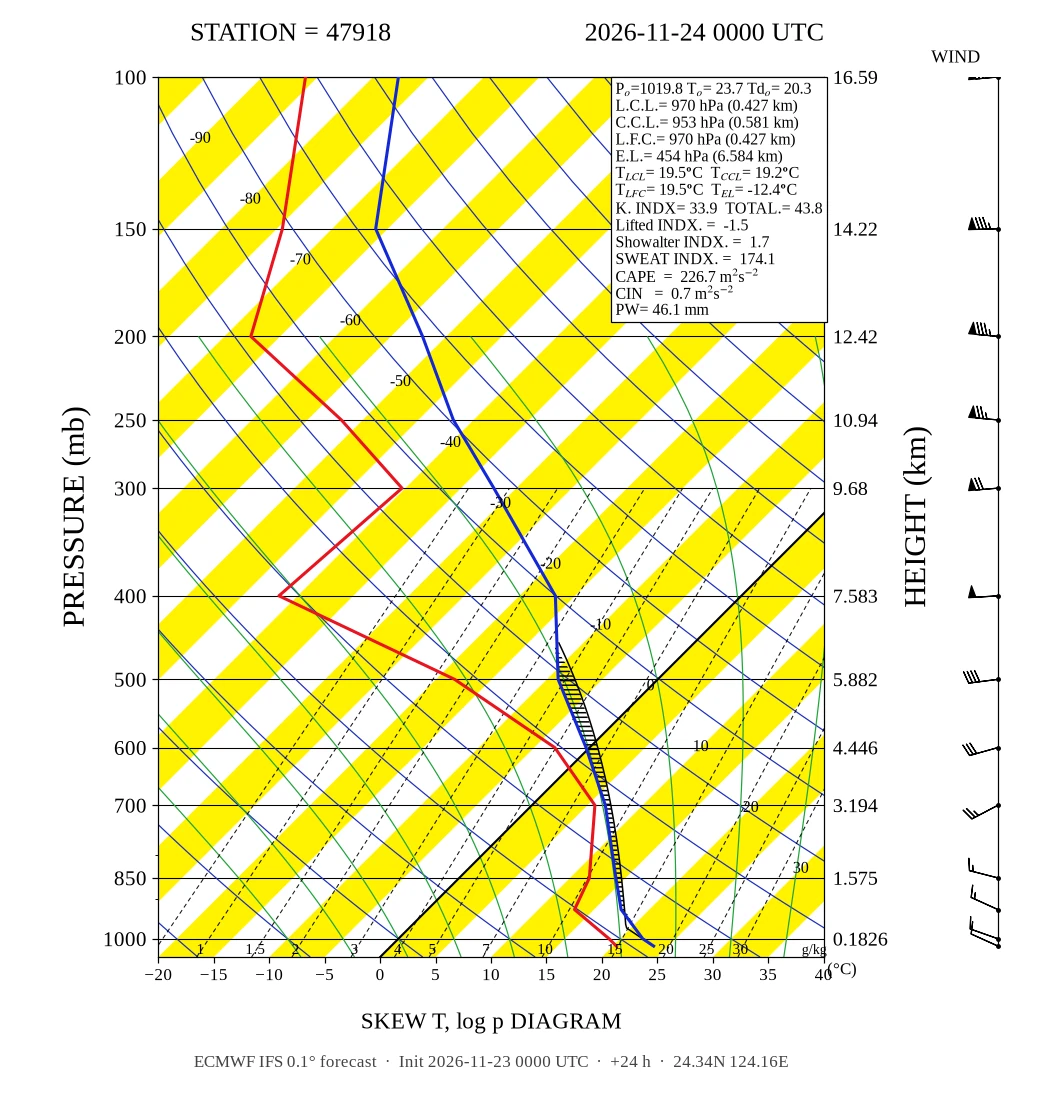 STATION = 47918
2026-11-24 0000 UTC
WIND
P_o=1019.8 T_o= 23.7 Td_o= 20.3
L.C.L.= 970 hPa (0.427 km)
C.C.L.= 953 hPa (0.581 km)
L.F.C.= 970 hPa (0.427 km)
E.L.= 454 hPa (6.584 km)
T_LCL= 19.5°C T_CCL= 19.2°C
T_LFC= 19.5°C T_EL= -12.4°C
K. INDX= 33.9 TOTAL.= 43.8
Lifted INDX. = -1.5
Showalter INDX. = 1.7
SWEAT INDX. = 174.1
CAPE = 226.7 m²s⁻²
CIN = 0.7 m²s⁻²
PW= 46.1 mm
PRESSURE (mb)
100
150
200
250
300
400
500
600
700
850
1000
HEIGHT (km)
16.59
14.22
12.42
10.94
9.68
7.583
5.882
4.446
3.194
1.575
0.1826
-90
-80
-70
-60
-50
-40
-30
-20
-10
0
10
20
30
1 1.5 2 3 4 5 7 10 15 20 25 30 g/kg
−20 −15 −10 −5 0 5 10 15 20 25 30 35 40 (°C)
SKEW T, log p DIAGRAM
ECMWF IFS 0.1° forecast · Init 2026-11-23 0000 UTC · +24 h · 24.34N 124.16E